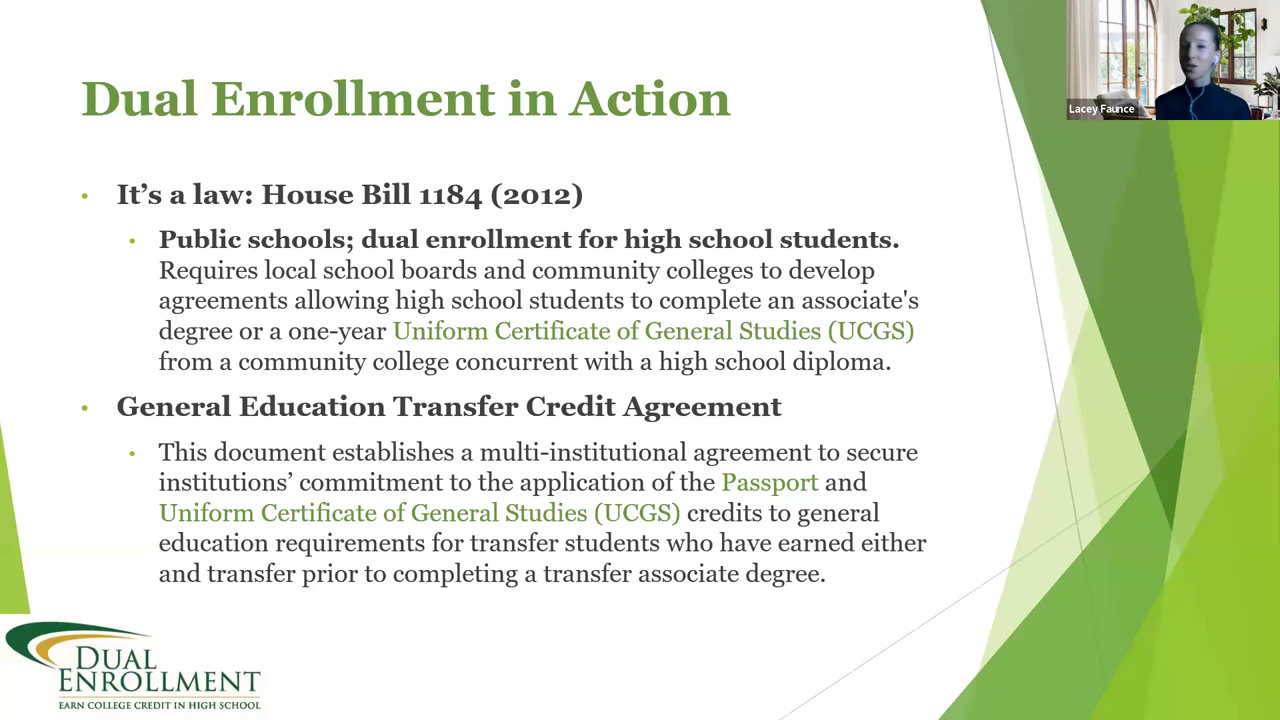 Dual Enrollment in Action
Lacey Faunce
• It’s a law: House Bill 1184 (2012)
• Public schools; dual enrollment for high school students.
Requires local school boards and community colleges to develop
agreements allowing high school students to complete an associate's
degree or a one-year Uniform Certificate of General Studies (UCGS)
from a community college concurrent with a high school diploma.
• General Education Transfer Credit Agreement
• This document establishes a multi-institutional agreement to secure
institutions’ commitment to the application of the Passport and
Uniform Certificate of General Studies (UCGS) credits to general
education requirements for transfer students who have earned either
and transfer prior to completing a transfer associate degree.
DUAL
ENROLLMENT
EARN COLLEGE CREDIT IN HIGH SCHOOL